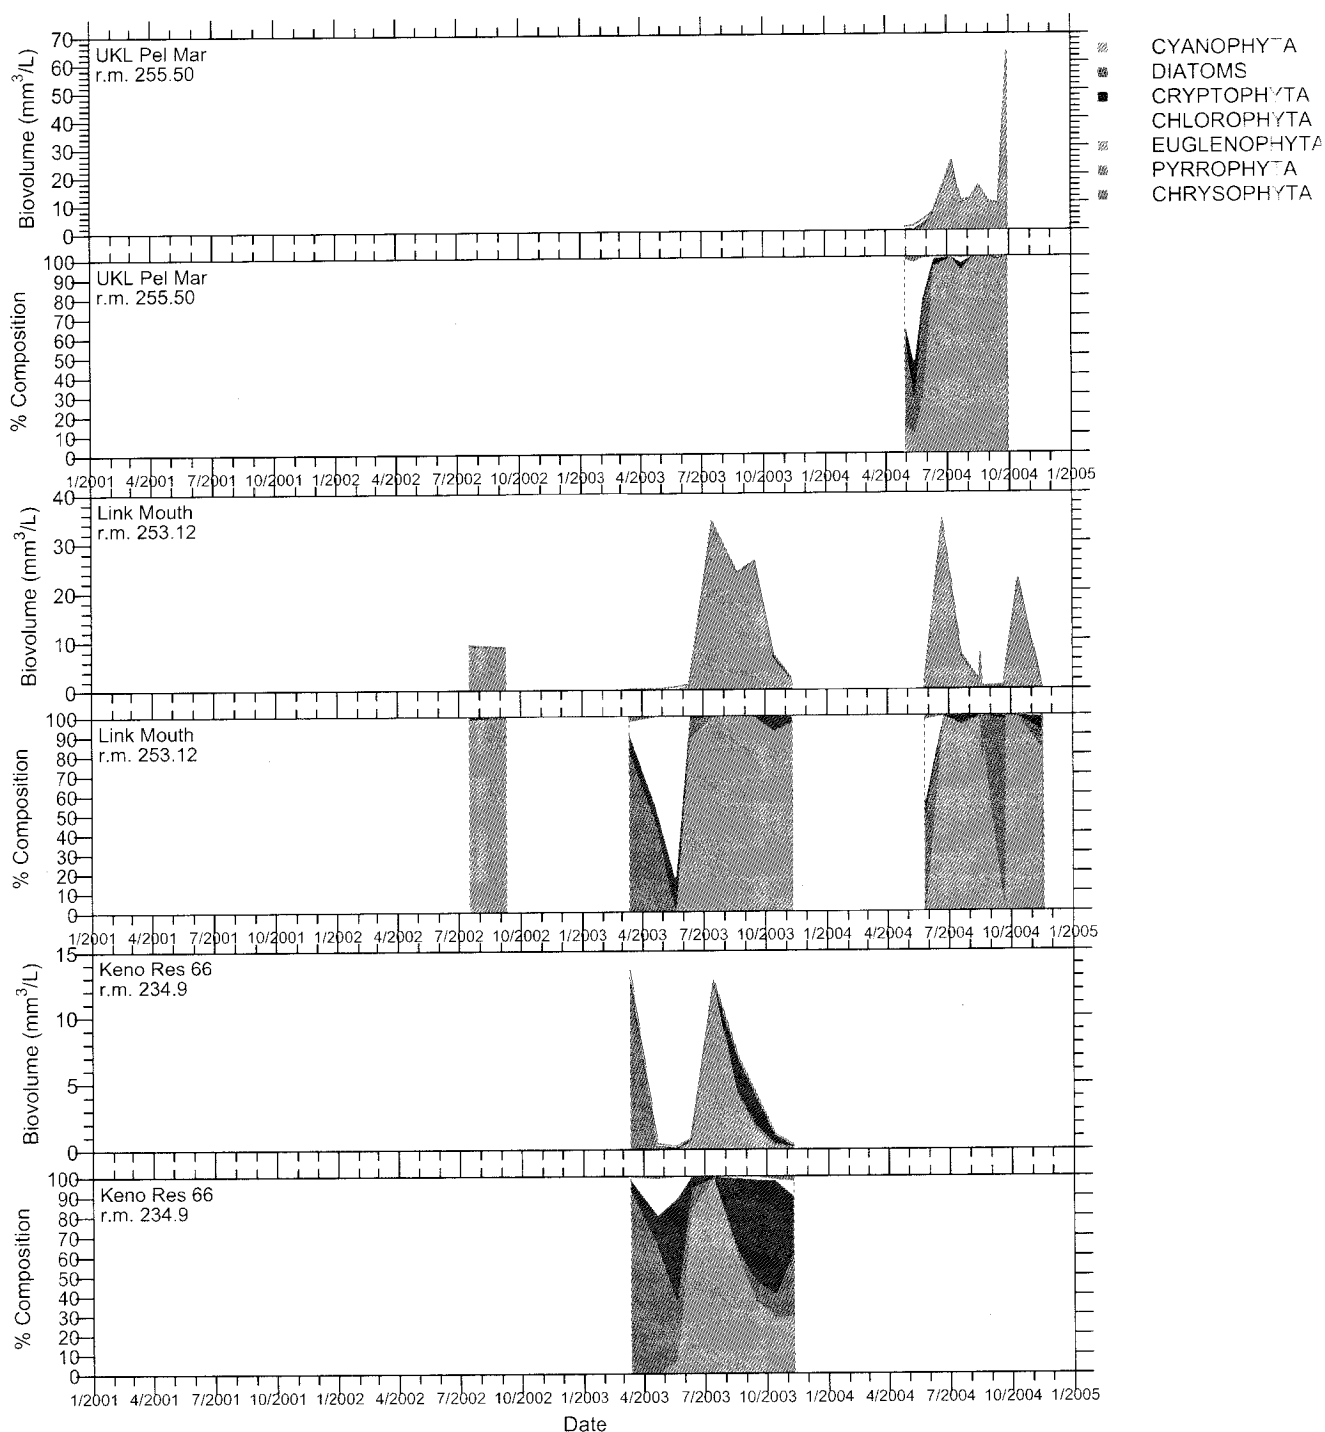 CYANOPHYTA
DIATOMS
CRYPTOPHYTA
CHLOROPHYTA
EUGLENOPHYTA
PYRROPHYTA
CHRYSOPHYTA
Biovolume (mm³/L)
70
60
50
40
30
20
10
0
UKL Pel Mar
r.m. 255.50
% Composition
100
90
80
70
60
50
40
30
20
10
0
UKL Pel Mar
r.m. 255.50
1/2001 4/2001 7/2001 10/2001 1/2002 4/2002 7/2002 10/2002 1/2003 4/2003 7/2003 10/2003 1/2004 4/2004 7/2004 10/2004 1/2005
Biovolume (mm³/L)
40
30
20
10
0
Link Mouth
r.m. 253.12
% Composition
100
90
80
70
60
50
40
30
20
10
0
Link Mouth
r.m. 253.12
1/2001 4/2001 7/2001 10/2001 1/2002 4/2002 7/2002 10/2002 1/2003 4/2003 7/2003 10/2003 1/2004 4/2004 7/2004 10/2004 1/2005
Biovolume (mm³/L)
15
10
5
0
Keno Res 66
r.m. 234.9
% Composition
100
90
80
70
60
50
40
30
20
10
0
Keno Res 66
r.m. 234.9
1/2001 4/2001 7/2001 10/2001 1/2002 4/2002 7/2002 10/2002 1/2003 4/2003 7/2003 10/2003 1/2004 4/2004 7/2004 10/2004 1/2005
Date